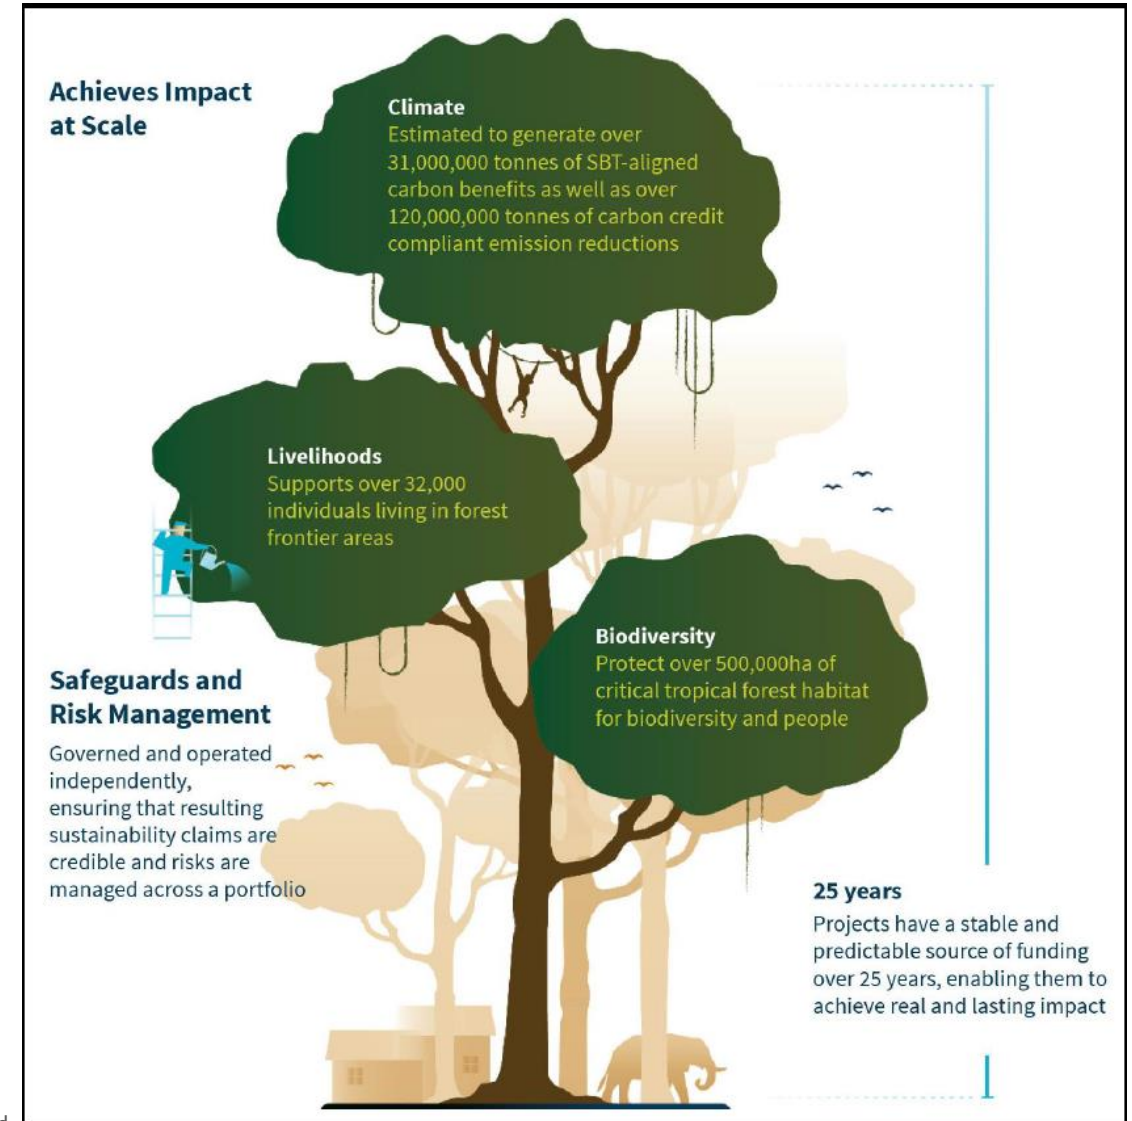 Achieves Impact
at Scale
Climate
Estimated to generate over
31,000,000 tonnes of SBT-aligned
carbon benefits as well as over
120,000,000 tonnes of carbon credit
compliant emission reductions
Livelihoods
Supports over 32,000
individuals living in forest
frontier areas
Biodiversity
Protect over 500,000ha of
critical tropical forest habitat
for biodiversity and people
Safeguards and
Risk Management
Governed and operated
independently,
ensuring that resulting
sustainability claims are
credible and risks are
managed across a portfolio
25 years
Projects have a stable and
predictable source of funding
over 25 years, enabling them to
achieve real and lasting impact